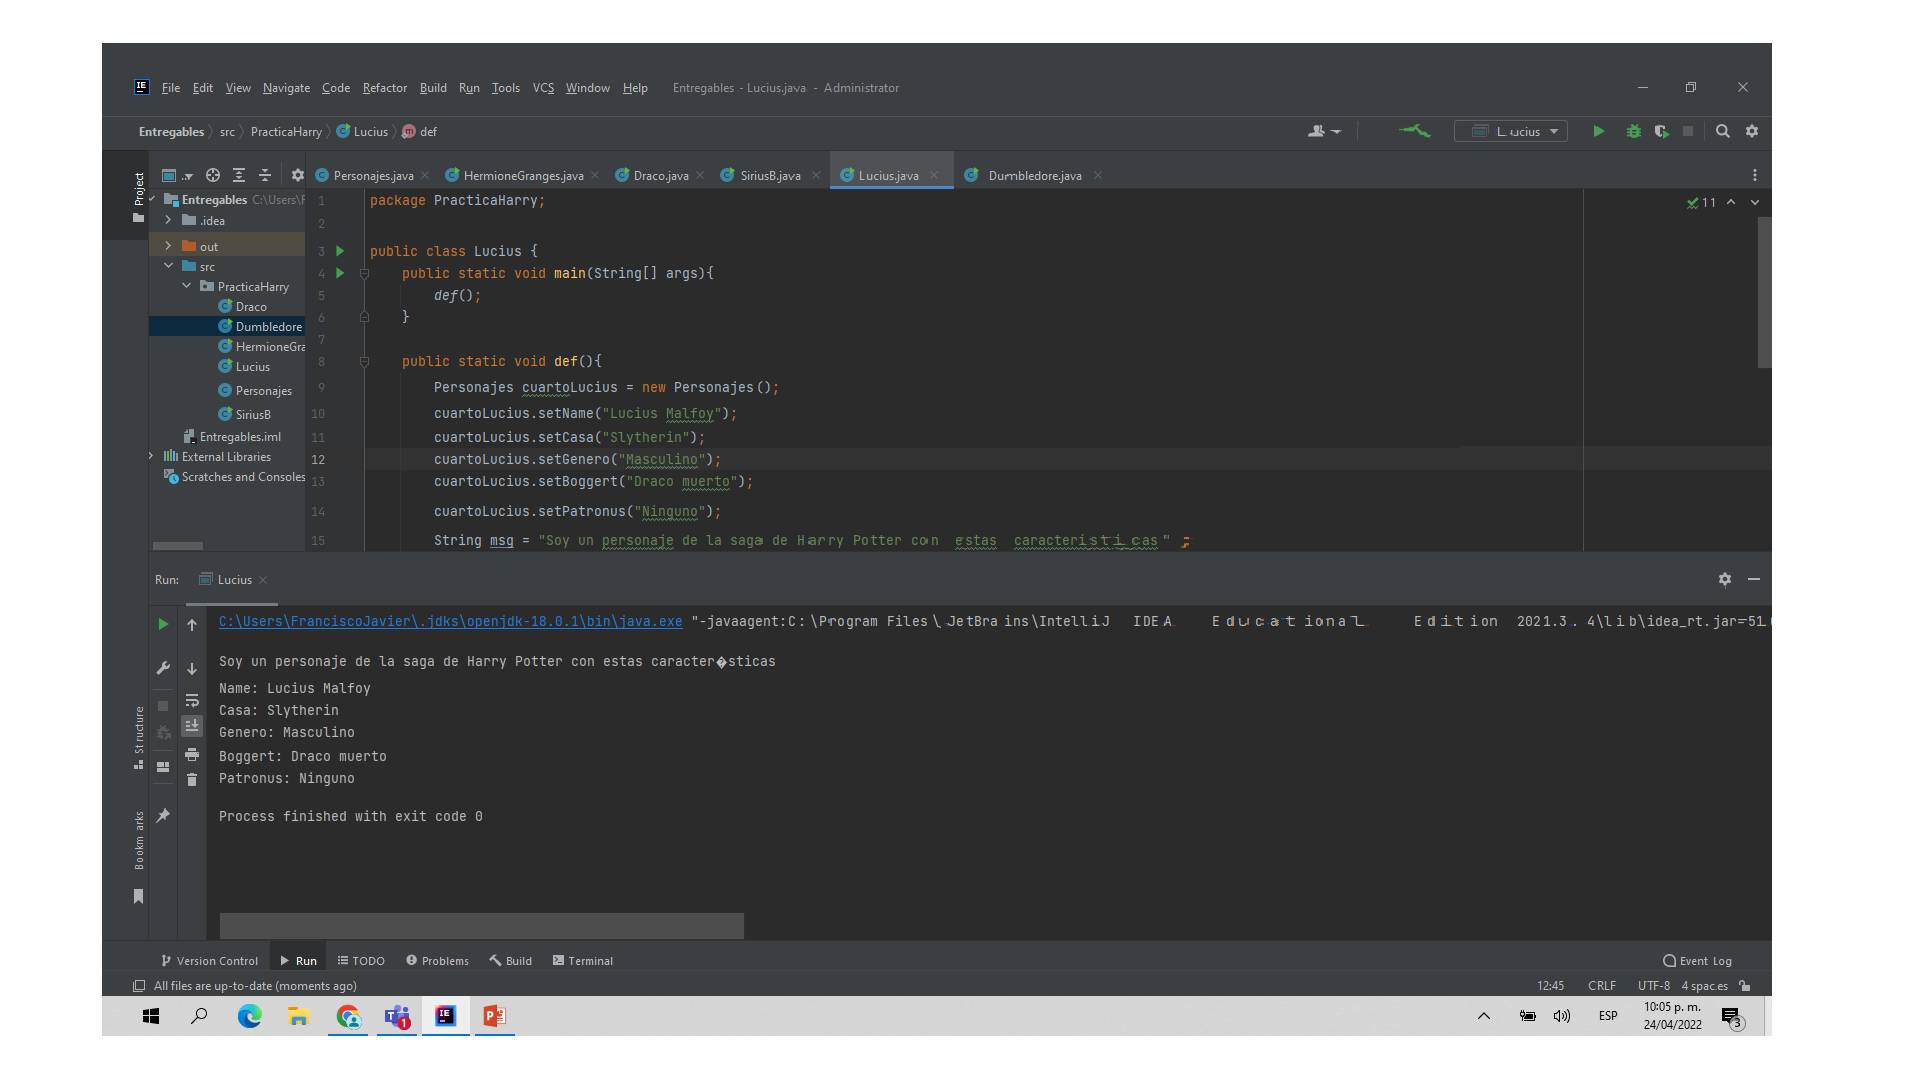 File Edit View Navigate Code Refactor Build Run Tools VCS Window Help Entregables - Lucius.java - Administrator
Entregables src PracticaHarry Lucius def
Lucius
Project
Personajes.java HermioneGranges.java Draco.java SiriusB.java Lucius.java Dumbledore.java
Entregables C:\Users\F
.idea
out
src
PracticaHarry
Draco
Dumbledore
HermioneGra
Lucius
Personajes
SiriusB
Entregables.iml
External Libraries
Scratches and Consoles
11
1 package PracticaHarry;
2
3 public class Lucius {
4 public static void main(String[] args){
5 def();
6 }
7
8 public static void def(){
9 Personajes cuartoLucius = new Personajes();
10 cuartoLucius.setName("Lucius Malfoy");
11 cuartoLucius.setCasa("Slytherin");
12 cuartoLucius.setGenero("Masculino");
13 cuartoLucius.setBoggert("Draco muerto");
14 cuartoLucius.setPatronus("Ninguno");
15 String msg = "Soy un personaje de la saga de Harry Potter con estas caracteristicas" ;
Run: Lucius
C:\Users\FranciscoJavier\.jdks\openjdk-18.0.1\bin\java.exe "-javaagent:C:\Program Files\JetBrains\IntelliJ IDEA Educational Edition 2021.3.4\lib\idea_rt.jar=51
Soy un personaje de la saga de Harry Potter con estas caracter�sticas
Name: Lucius Malfoy
Casa: Slytherin
Genero: Masculino
Boggert: Draco muerto
Patronus: Ninguno
Process finished with exit code 0
Structure
Bookmarks
Version Control Run TODO Problems Build Terminal Event Log
All files are up-to-date (moments ago) 12:45 CRLF UTF-8 4 spaces
ESP 10:05 p. m.
24/04/2022
3
1